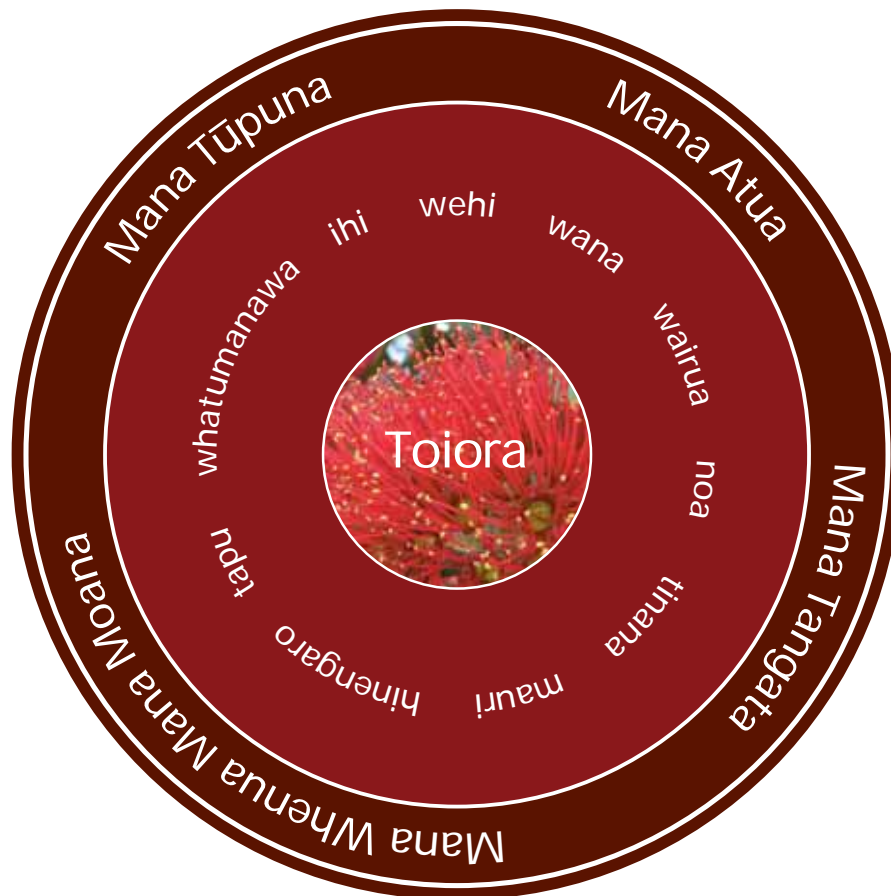 Mana Tūpuna
Mana Atua
Mana Tangata
Mana Whenua Mana Moana
wehi
wana
wairua
noa
tinana
mauri
hinengaro
tapu
whatumanawa
ihi
Toiora